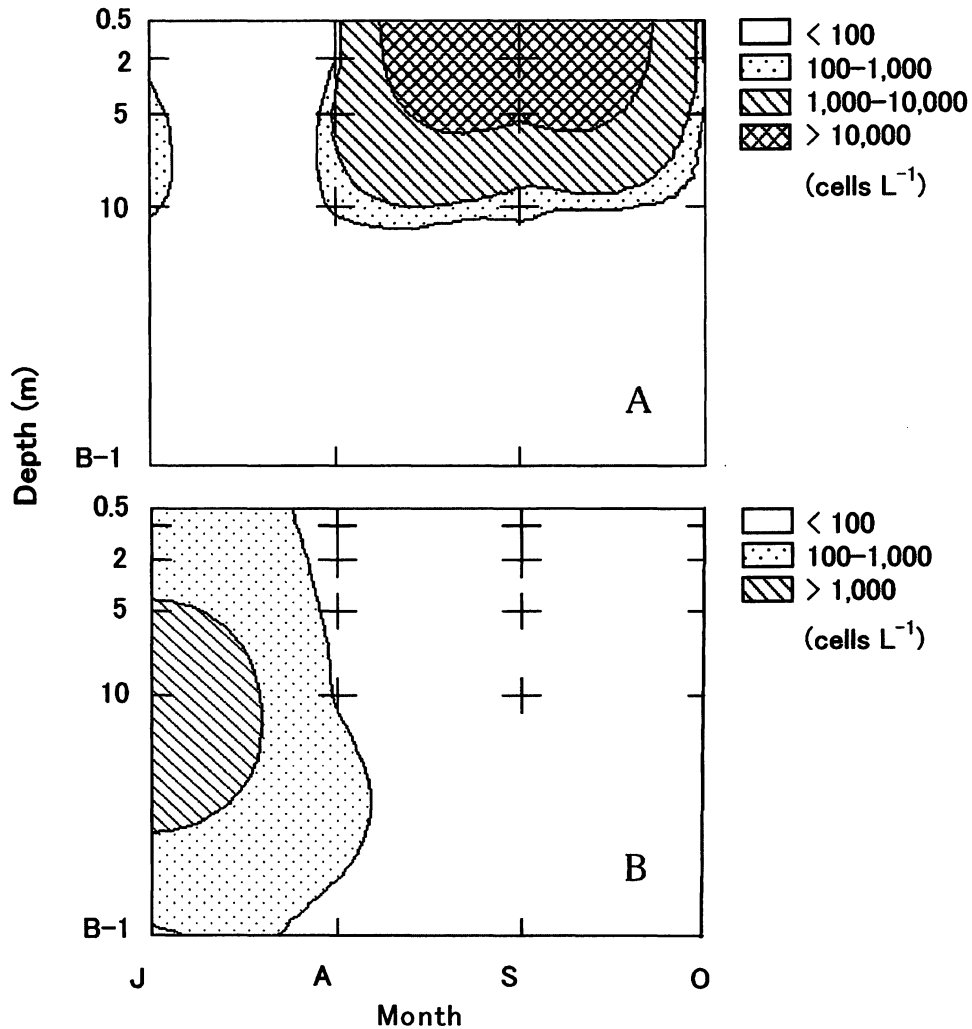 0.5
2
5
10
B-1
A
< 100
100-1,000
1,000-10,000
> 10,000
(cells L⁻¹)
Depth (m)
0.5
2
5
10
B-1
B
< 100
100-1,000
> 1,000
(cells L⁻¹)
J A S O
Month